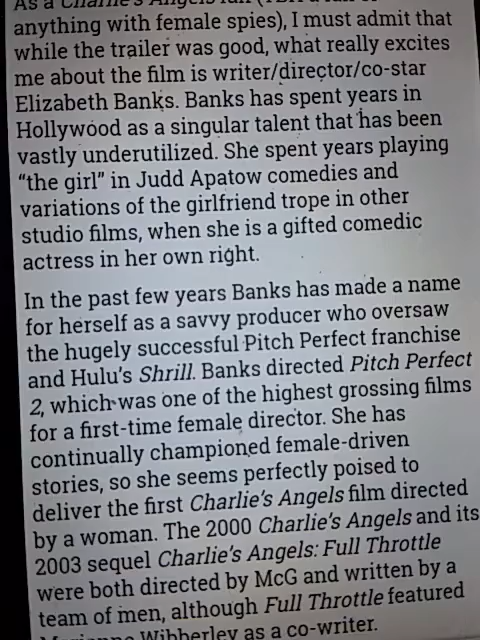 anything with female spies), I must admit that
while the trailer was good, what really excites
me about the film is writer/director/co-star
Elizabeth Banks. Banks has spent years in
Hollywood as a singular talent that has been
vastly underutilized. She spent years playing
“the girl” in Judd Apatow comedies and
variations of the girlfriend trope in other
studio films, when she is a gifted comedic
actress in her own right.
In the past few years Banks has made a name
for herself as a savvy producer who oversaw
the hugely successful Pitch Perfect franchise
and Hulu’s Shrill. Banks directed Pitch Perfect
2, which was one of the highest grossing films
for a first-time female director. She has
continually championed female-driven
stories, so she seems perfectly poised to
deliver the first Charlie’s Angels film directed
by a woman. The 2000 Charlie’s Angels and its
2003 sequel Charlie’s Angels: Full Throttle
were both directed by McG and written by a
team of men, although Full Throttle featured
Wibberley as a co-writer.